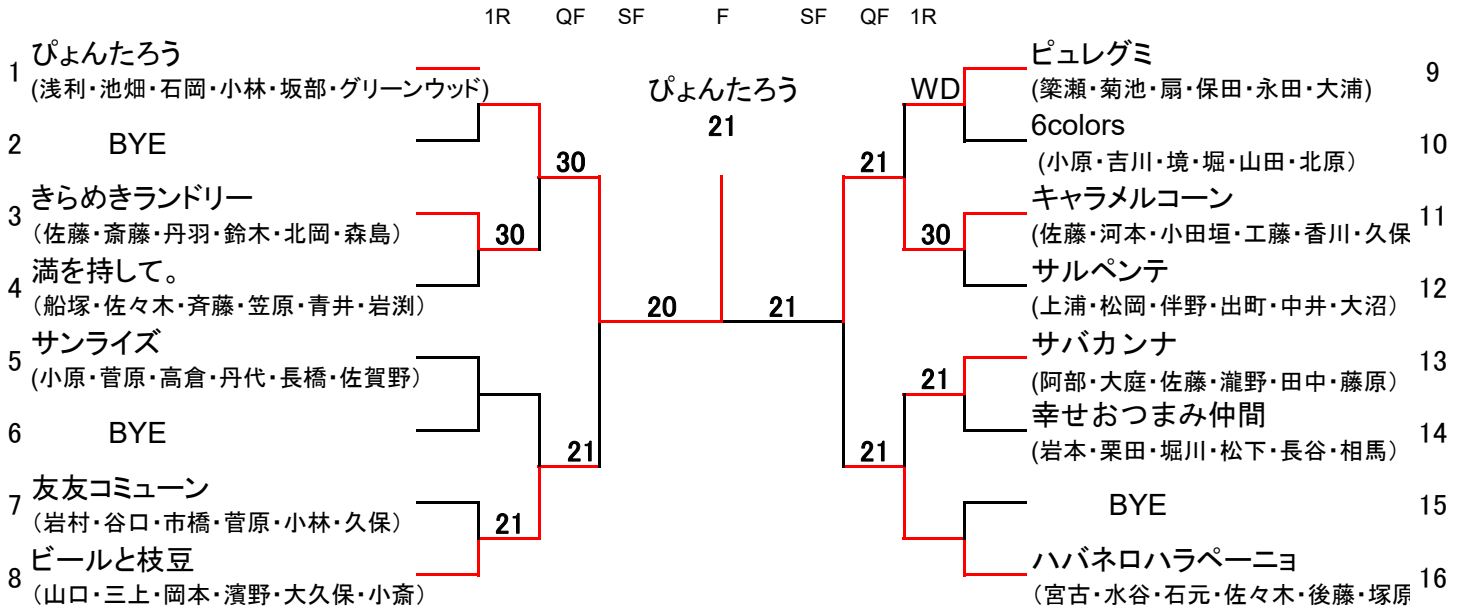 1R QF SF F SF QF 1R
1 ぴょんたろう
(浅利・池畑・石岡・小林・坂部・グリーンウッド)
2 BYE
30
3 きらめきランドリー
(佐藤・斎藤・丹羽・鈴木・北岡・森島)
30
4 満を持して。
(船塚・佐々木・斉藤・笠原・青井・岩渕)
20
5 サンライズ
(小原・菅原・高倉・丹代・長橋・佐賀野)
6 BYE
21
7 友友コミューン
(岩村・谷口・市橋・菅原・小林・久保)
21
8 ビールと枝豆
(山口・三上・岡本・濱野・大久保・小斎)
ぴょんたろう
21
ピュレグミ 9
(簗瀬・菊池・扇・保田・永田・大浦)
WD
6colors 10
(小原・吉川・境・堀・山田・北原)
21
キャラメルコーン 11
(佐藤・河本・小田垣・工藤・香川・久保
30
サルペンテ 12
(上浦・松岡・伴野・出町・中井・大沼)
21
サバカンナ 13
(阿部・大庭・佐藤・瀧野・田中・藤原)
21
幸せおつまみ仲間 14
(岩本・栗田・堀川・松下・長谷・相馬)
21
BYE 15
ハバネロハラペーニョ 16
(宮古・水谷・石元・佐々木・後藤・塚原